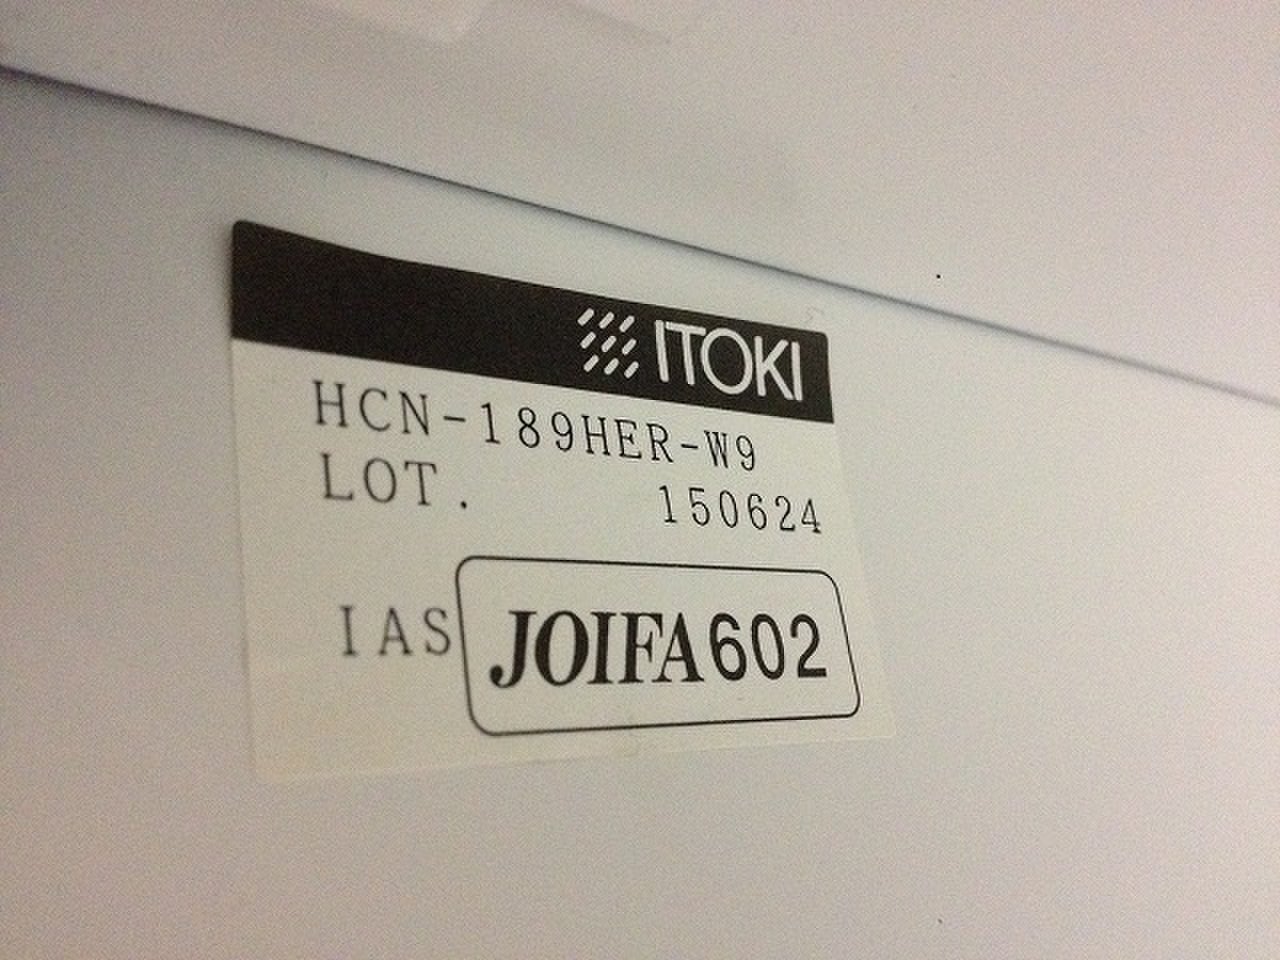 ITOKI
HCN-189HER-W9
LOT. 150624
IAS JOIFA602